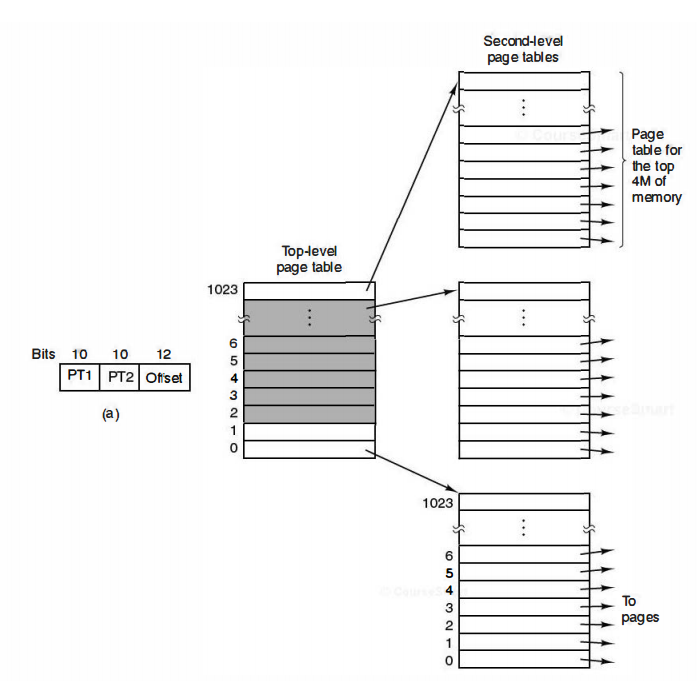 Second-level
page tables
Page
table for
the top
4M of
memory
Top-level
page table
1023
6
5
4
3
2
1
0
Bits 10 10 12
PT1 PT2 Offset
(a)
1023
6
5
4
3
2
1
0
To
pages